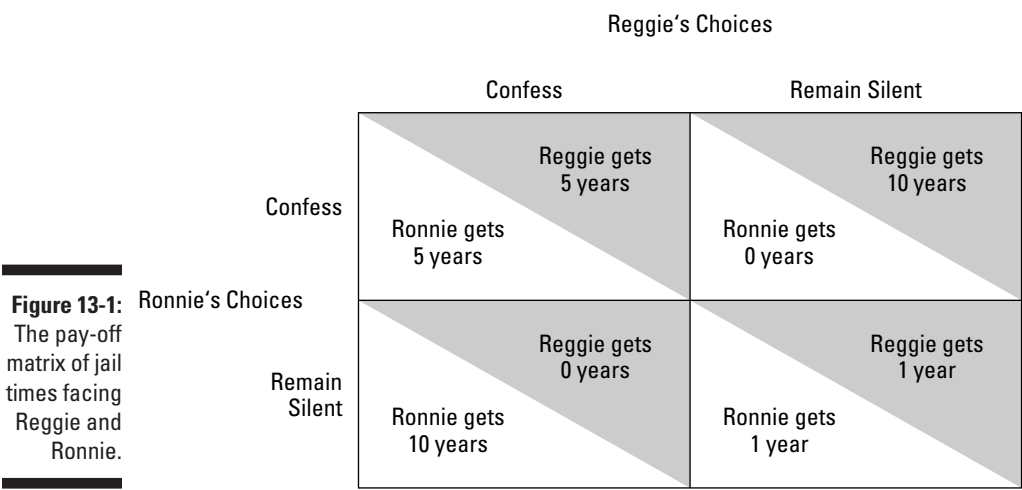 Reggie's Choices
Confess
Remain Silent
Reggie gets
5 years
Reggie gets
10 years
Confess
Ronnie gets
5 years
Ronnie gets
0 years
Figure 13-1:
The pay-off
matrix of jail
times facing
Reggie and
Ronnie.
Ronnie's Choices
Reggie gets
0 years
Reggie gets
1 year
Remain
Silent
Ronnie gets
10 years
Ronnie gets
1 year